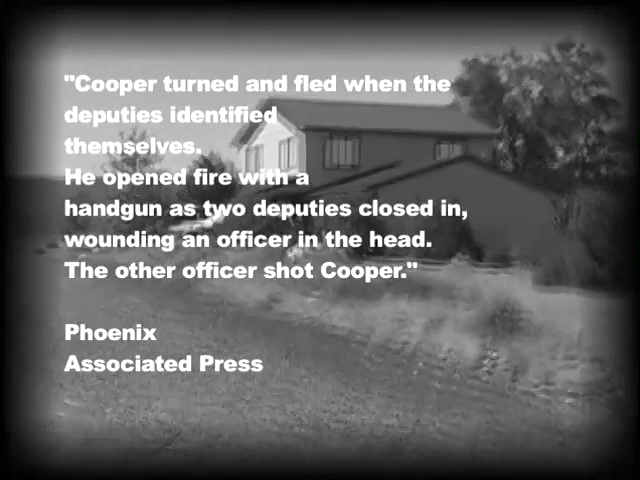 "Cooper turned and fled when the
deputies identified
themselves.
He opened fire with a
handgun as two deputies closed in,
wounding an officer in the head.
The other officer shot Cooper."
Phoenix
Associated Press